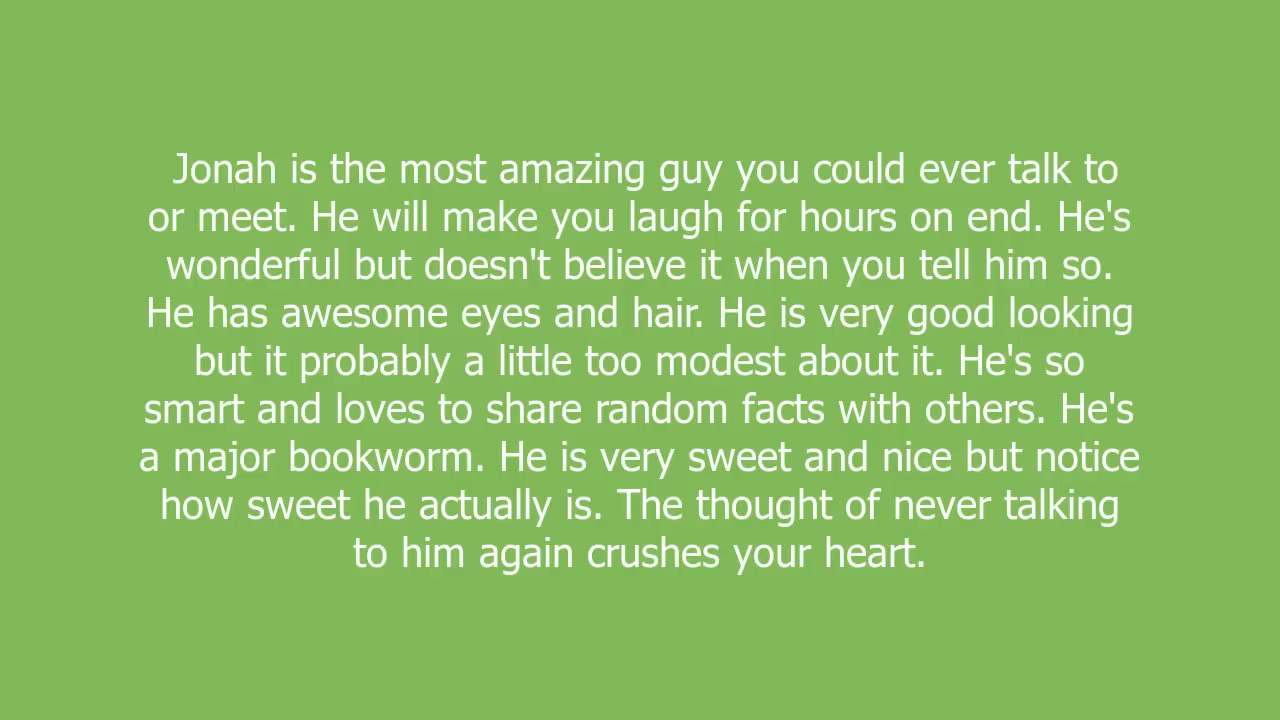 Jonah is the most amazing guy you could ever talk to
or meet. He will make you laugh for hours on end. He's
wonderful but doesn't believe it when you tell him so.
He has awesome eyes and hair. He is very good looking
but it probably a little too modest about it. He's so
smart and loves to share random facts with others. He's
a major bookworm. He is very sweet and nice but notice
how sweet he actually is. The thought of never talking
to him again crushes your heart.